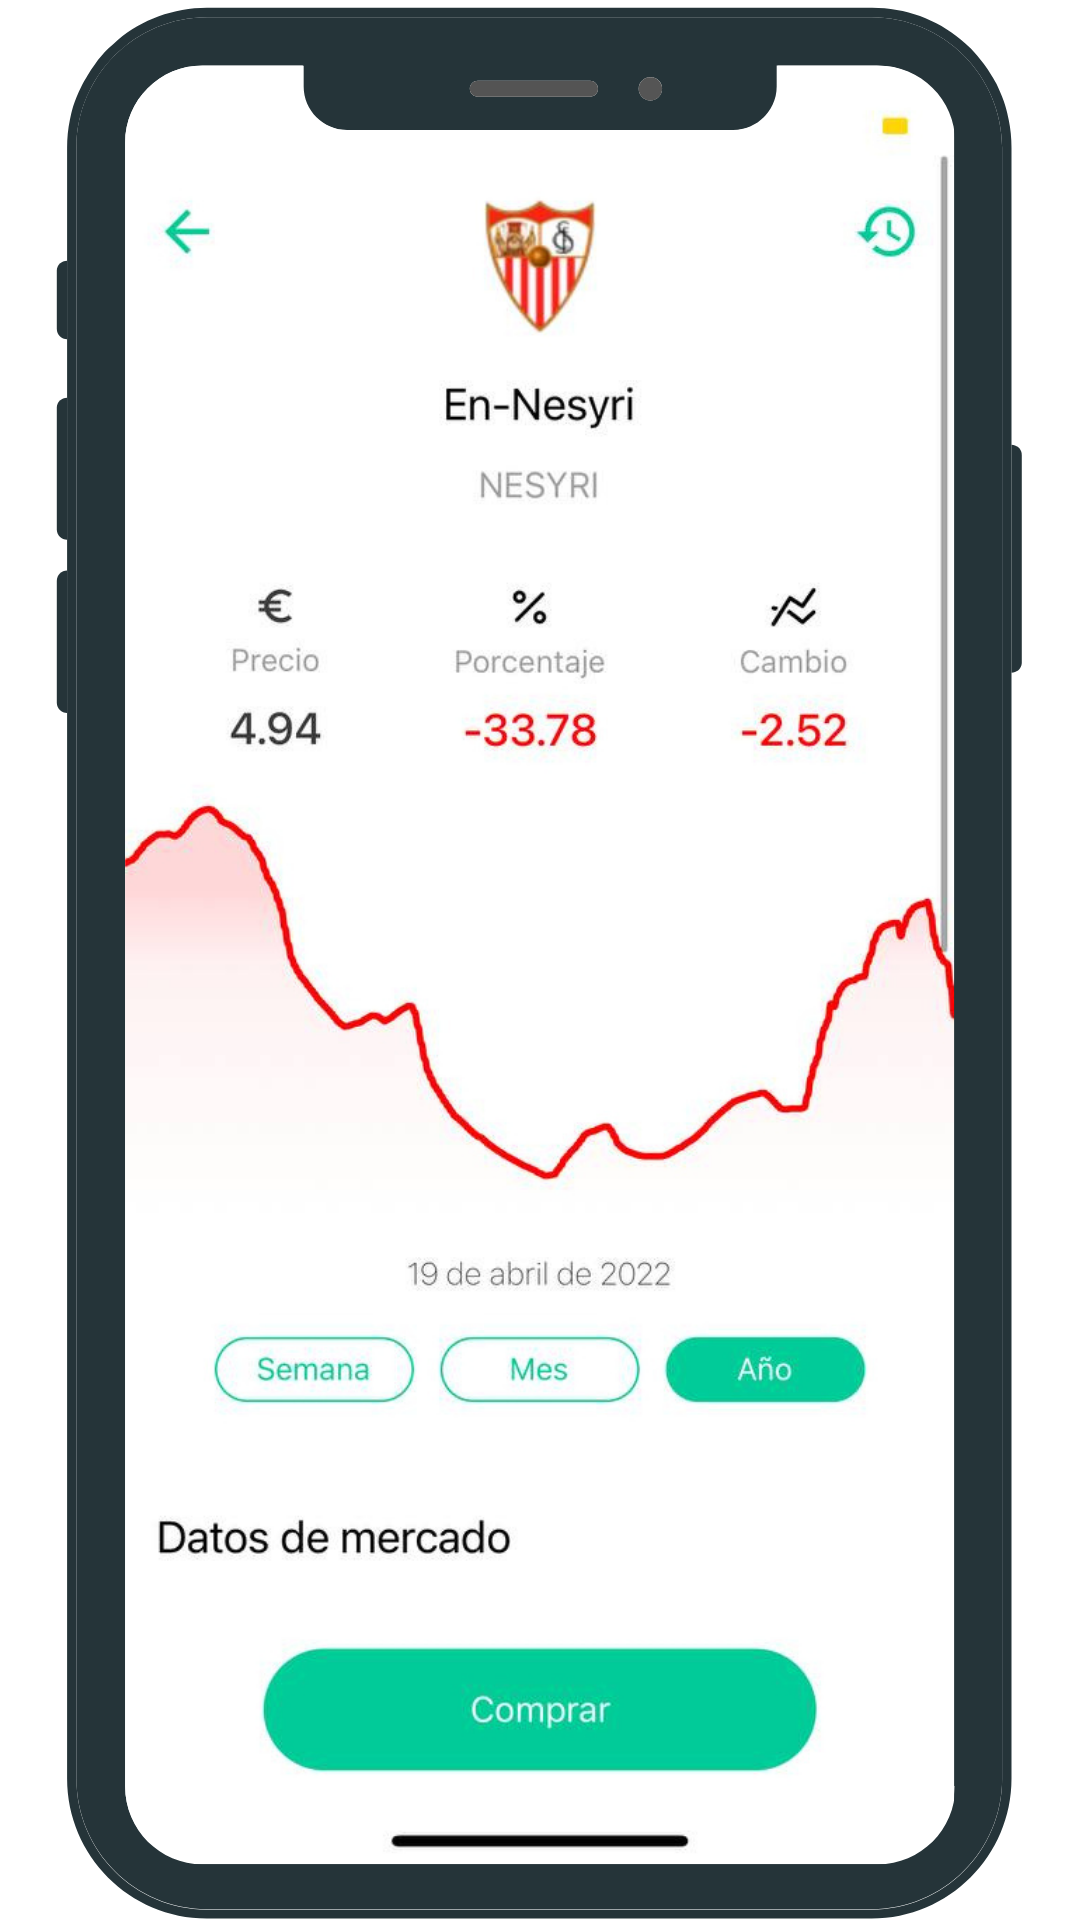 En-Nesyri
NESYRI
€ % 
Precio Porcentaje Cambio
4.94 -33.78 -2.52
19 de abril de 2022
Semana Mes Año
Datos de mercado
Comprar